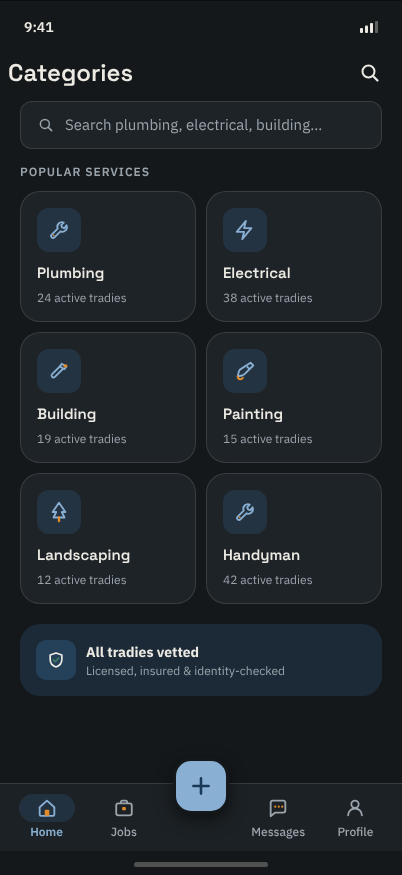 9:41
Categories
Search plumbing, electrical, building...
POPULAR SERVICES
Plumbing
24 active tradies
Electrical
38 active tradies
Building
19 active tradies
Painting
15 active tradies
Landscaping
12 active tradies
Handyman
42 active tradies
All tradies vetted
Licensed, insured & identity-checked
Home
Jobs
Messages
Profile